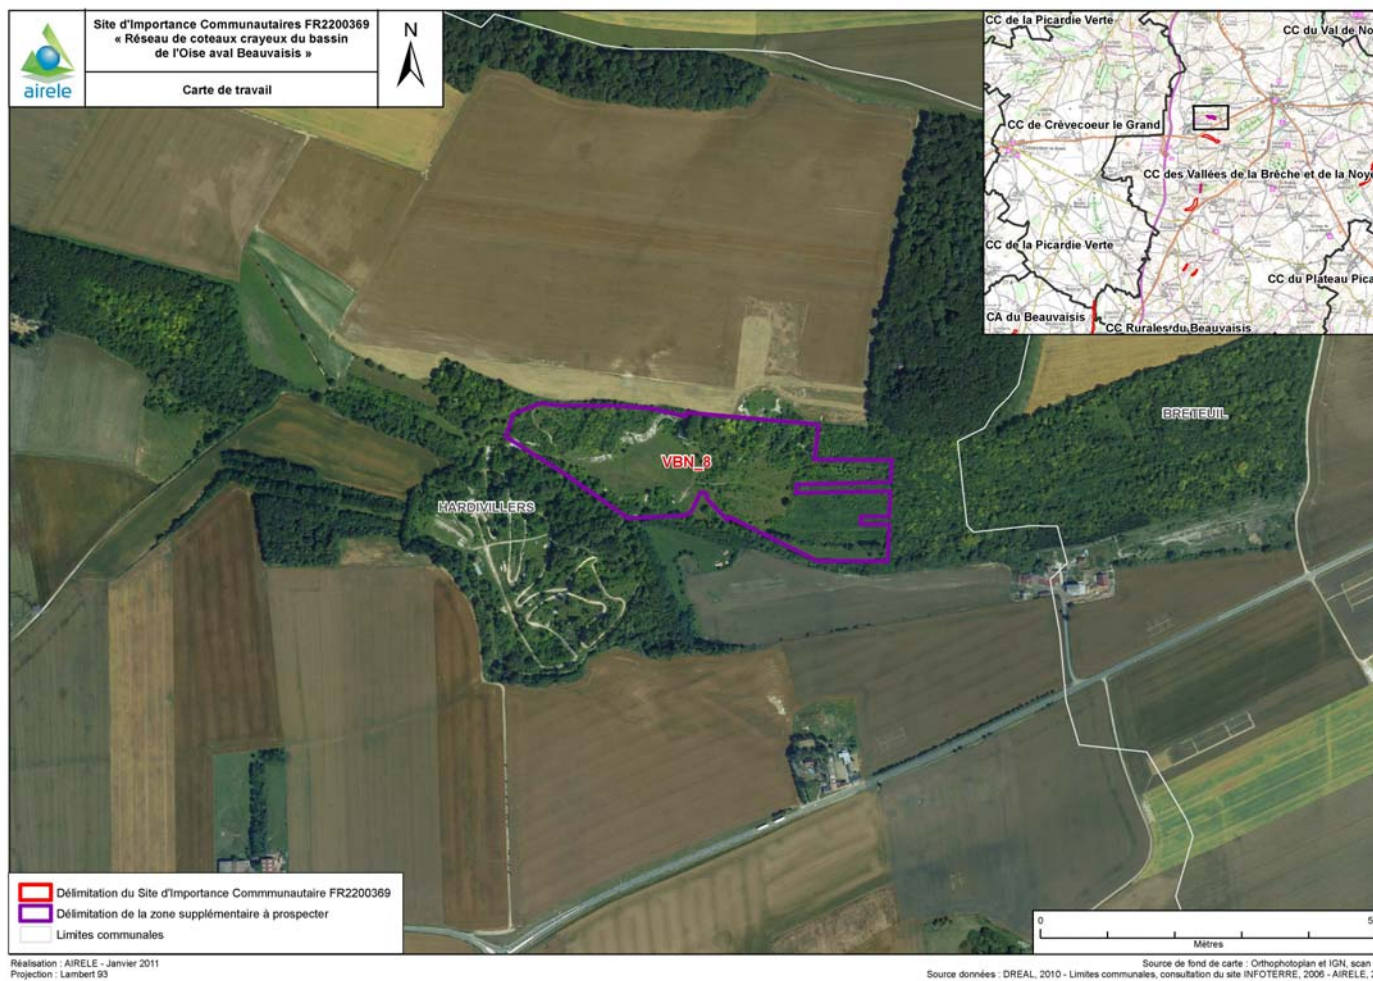 Site d'Importance Communautaires FR2200369
« Réseau de coteaux crayeux du bassin
de l'Oise aval Beauvaisis »
Carte de travail
airele
N
CC de la Picardie Verte
CC du Val de No
CC de Crèvecoeur le Grand
CC des Vallées de la Brèche et de la Noye
CC de la Picardie Verte
CC du Plateau Pica
CA du Beauvaisis
CC Rurales du Beauvaisis
BRETEUIL
VBN_8
HARDIVILLERS
Délimitation du Site d'Importance Commmunautaire FR2200369
Délimitation de la zone supplémentaire à prospecter
Limites communales
0
5
Mètres
Réalisation : AIRELE - Janvier 2011
Projection : Lambert 93
Source de fond de carte : Orthophotoplan et IGN, scan
Source données : DREAL, 2010 - Limites communales, consultation du site INFOTERRE, 2006 - AIRELE, 2